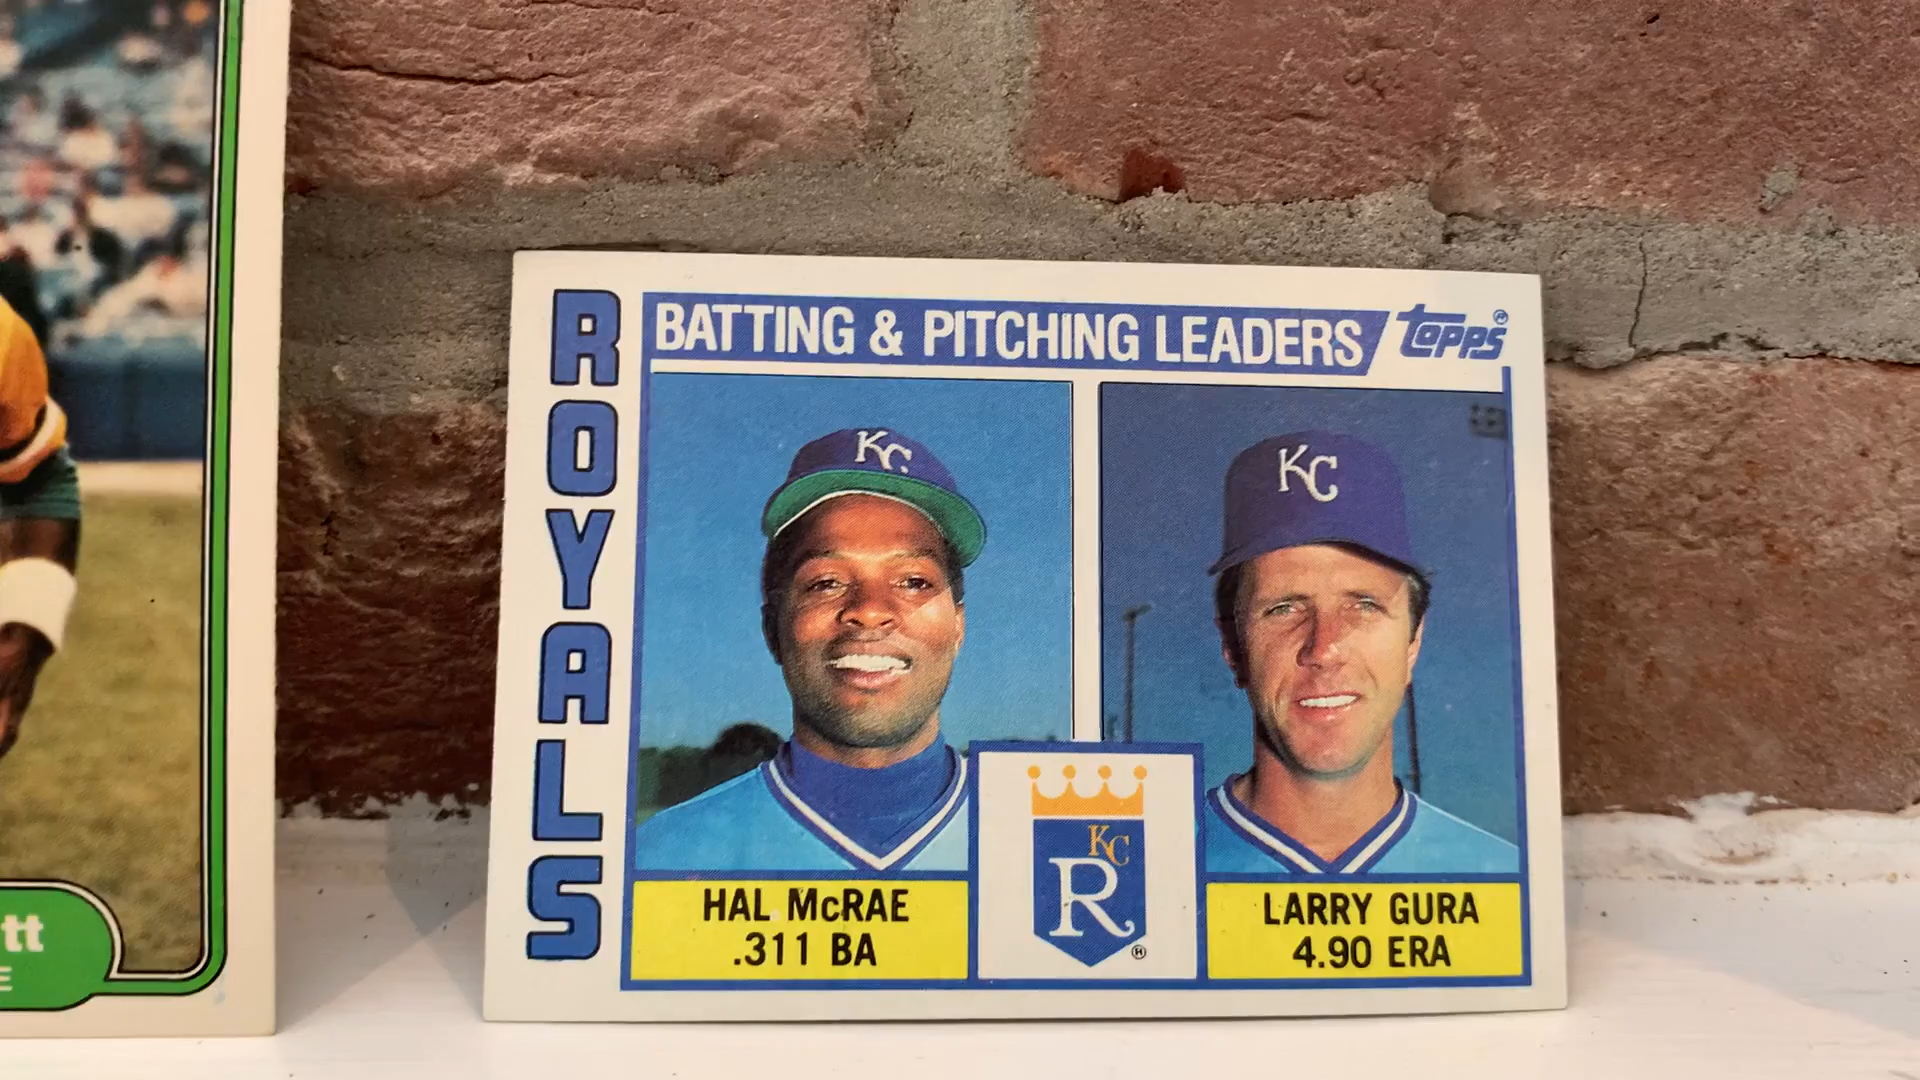 ROYALS
BATTING & PITCHING LEADERS
topps®
KC
KC
KC
R
®
HAL McRAE
.311 BA
LARRY GURA
4.90 ERA
tt
E